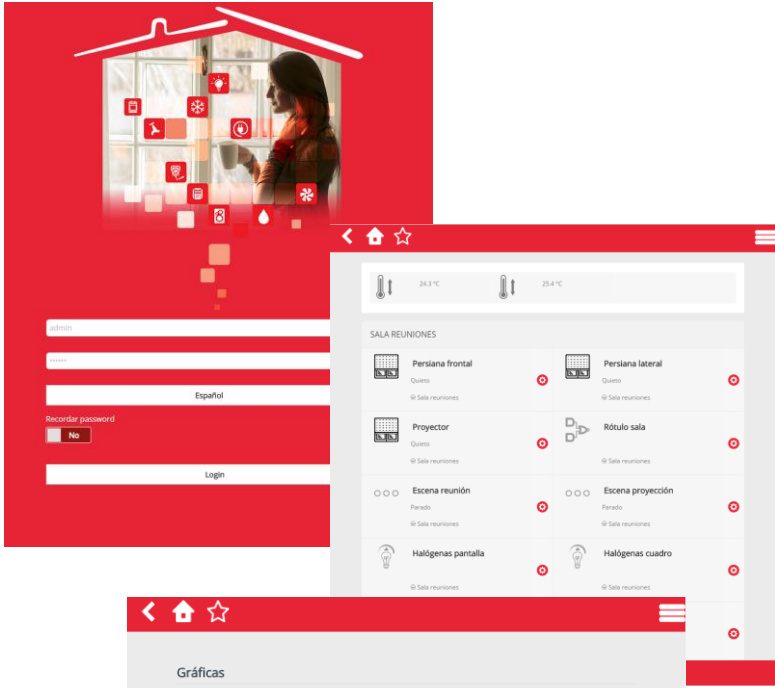 admin
Español
Recordar password
No
Login
24.3 °C
25.4 °C
SALA REUNIONES
Persiana frontal
Quieto
Sala reuniones
Persiana lateral
Quieto
Sala reuniones
Proyector
Quieto
Sala reuniones
Rótulo sala
Sala reuniones
Escena reunión
Parado
Sala reuniones
Escena proyección
Parado
Sala reuniones
Halógenas pantalla
Sala reuniones
Halógenas cuadro
Sala reuniones
Gráficas